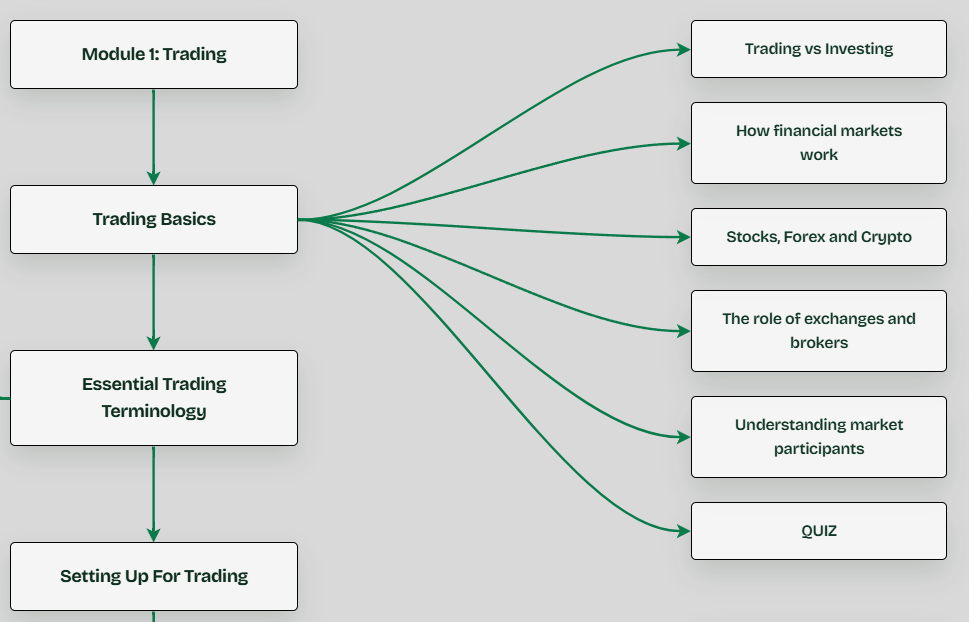 Module 1: Trading
Trading Basics
Essential Trading
Terminology
Setting Up For Trading
Trading vs Investing
How financial markets
work
Stocks, Forex and Crypto
The role of exchanges and
brokers
Understanding market
participants
QUIZ